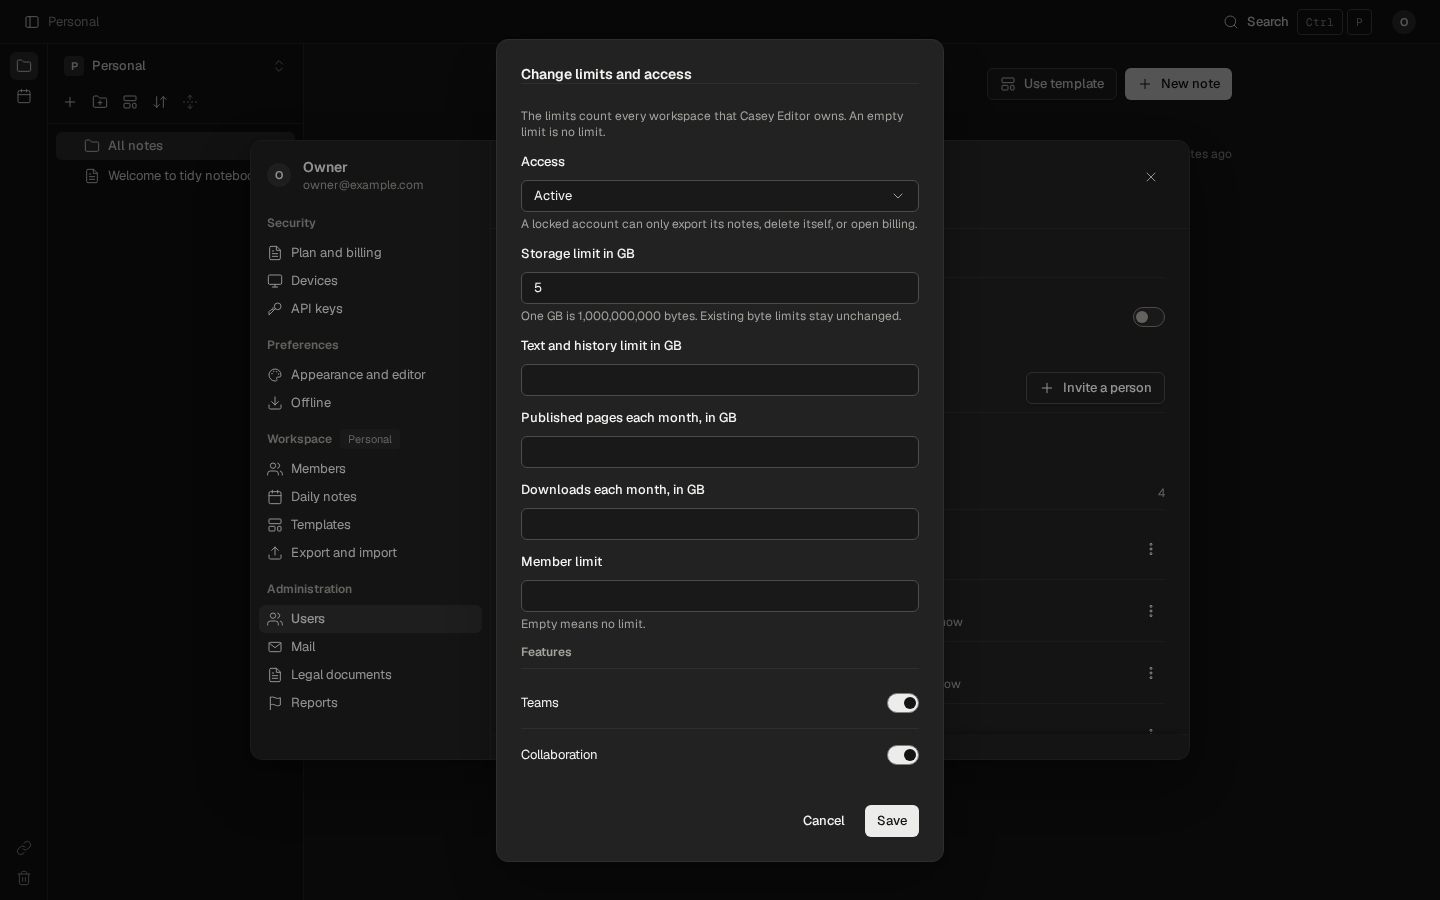 Personal
Search
Ctrl
P
O
P
Personal
Use template
New note
All notes
Welcome to tidy
tes ago
O
Owner
owner@example.com
Security
Plan and billing
Devices
API keys
Preferences
Appearance and editor
Offline
Workspace
Personal
Members
Daily notes
Templates
Export and import
Administration
Users
Mail
Legal documents
Reports
Invite a person
4
Change limits and access
The limits count every workspace that Casey Editor owns. An empty
limit is no limit.
Access
Active
A locked account can only export its notes, delete itself, or open billing.
Storage limit in GB
5
One GB is 1,000,000,000 bytes. Existing byte limits stay unchanged.
Text and history limit in GB
Published pages each month, in GB
Downloads each month, in GB
Member limit
Empty means no limit.
Features
Teams
Collaboration
Cancel
Save